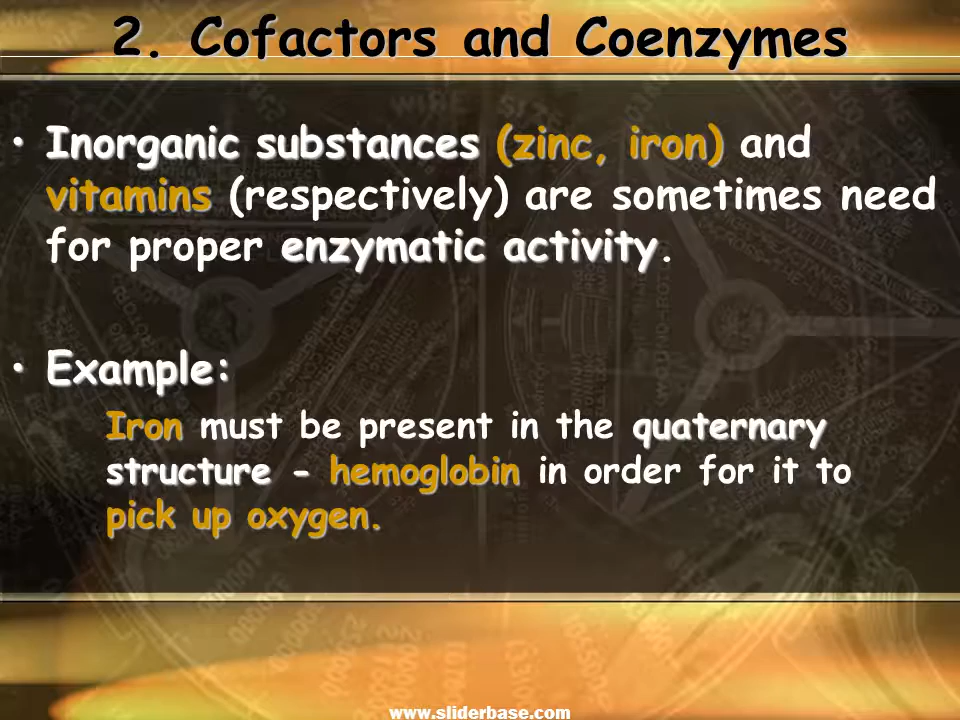 2. Cofactors and Coenzymes
• Inorganic substances (zinc, iron) and
vitamins (respectively) are sometimes need
for proper enzymatic activity.
• Example:
Iron must be present in the quaternary
structure - hemoglobin in order for it to
pick up oxygen.
www.sliderbase.com